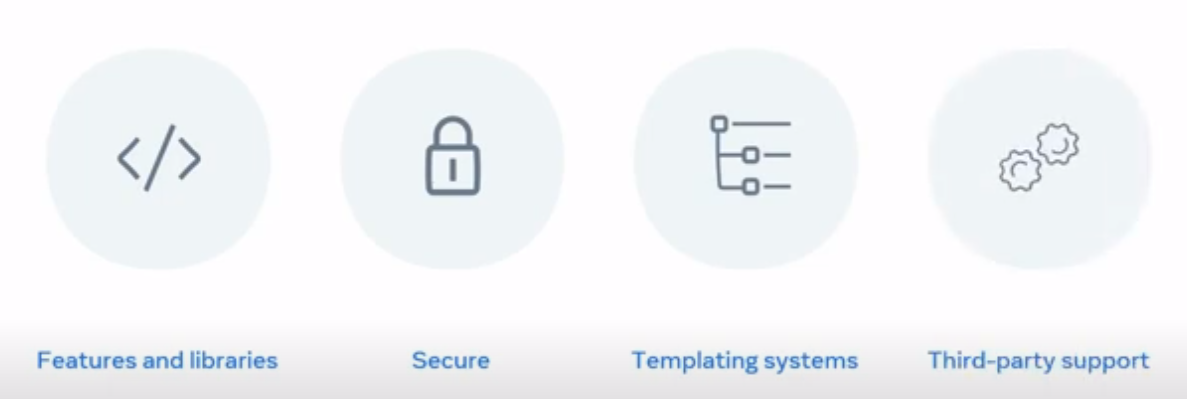 Features and libraries
Secure
Templating systems
Third-party support